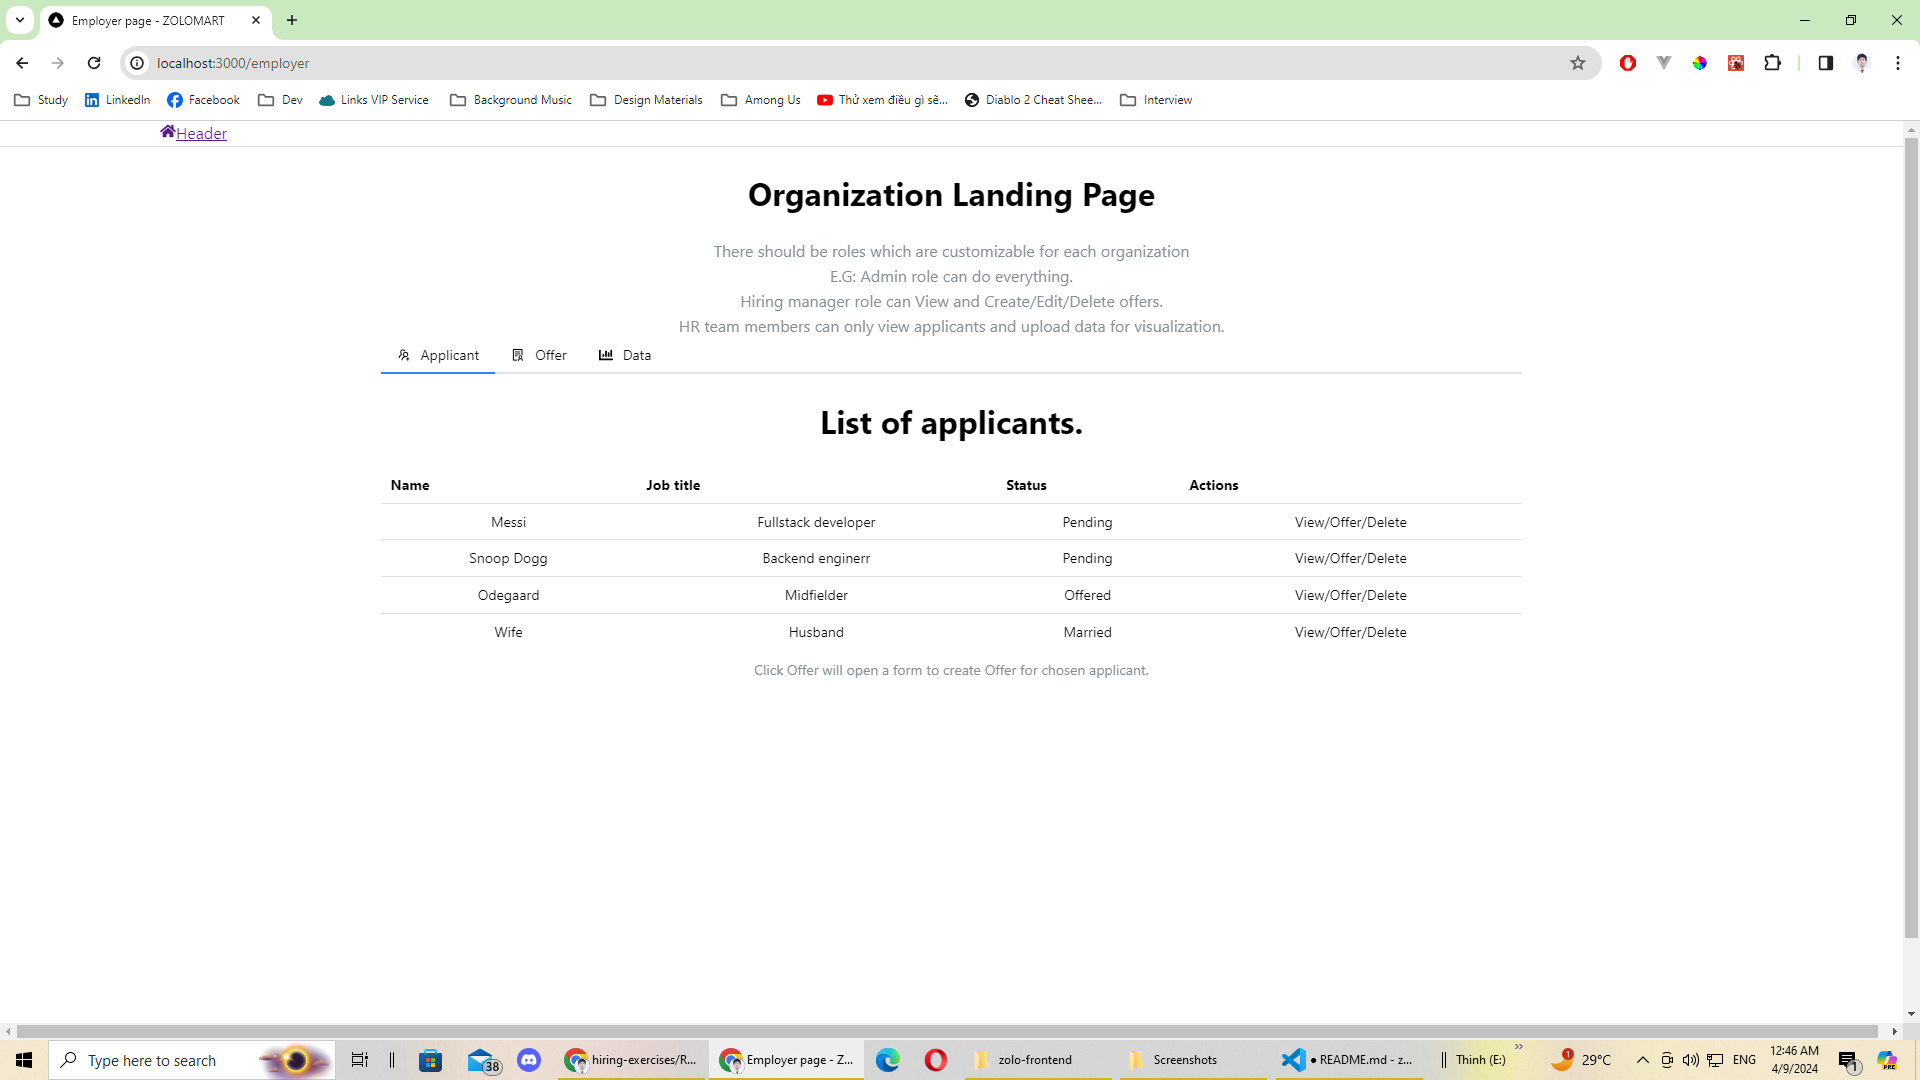 Employer page - ZOLOMART
localhost:3000/employer
Study LinkedIn Facebook Dev Links VIP Service Background Music Design Materials Among Us Thử xem điều gì sẽ... Diablo 2 Cheat Shee... Interview
Header
Organization Landing Page
There should be roles which are customizable for each organization
E.G: Admin role can do everything.
Hiring manager role can View and Create/Edit/Delete offers.
HR team members can only view applicants and upload data for visualization.
Applicant Offer Data
List of applicants.
Name Job title Status Actions
Messi Fullstack developer Pending View/Offer/Delete
Snoop Dogg Backend enginerr Pending View/Offer/Delete
Odegaard Midfielder Offered View/Offer/Delete
Wife Husband Married View/Offer/Delete
Click Offer will open a form to create Offer for chosen applicant.
Type here to search 38 hiring-exercises/R... Employer page - Z... zolo-frontend Screenshots ● README.md - z... Thinh (E:) » 1 29°C ENG 12:46 AM 1 PRE
4/9/2024